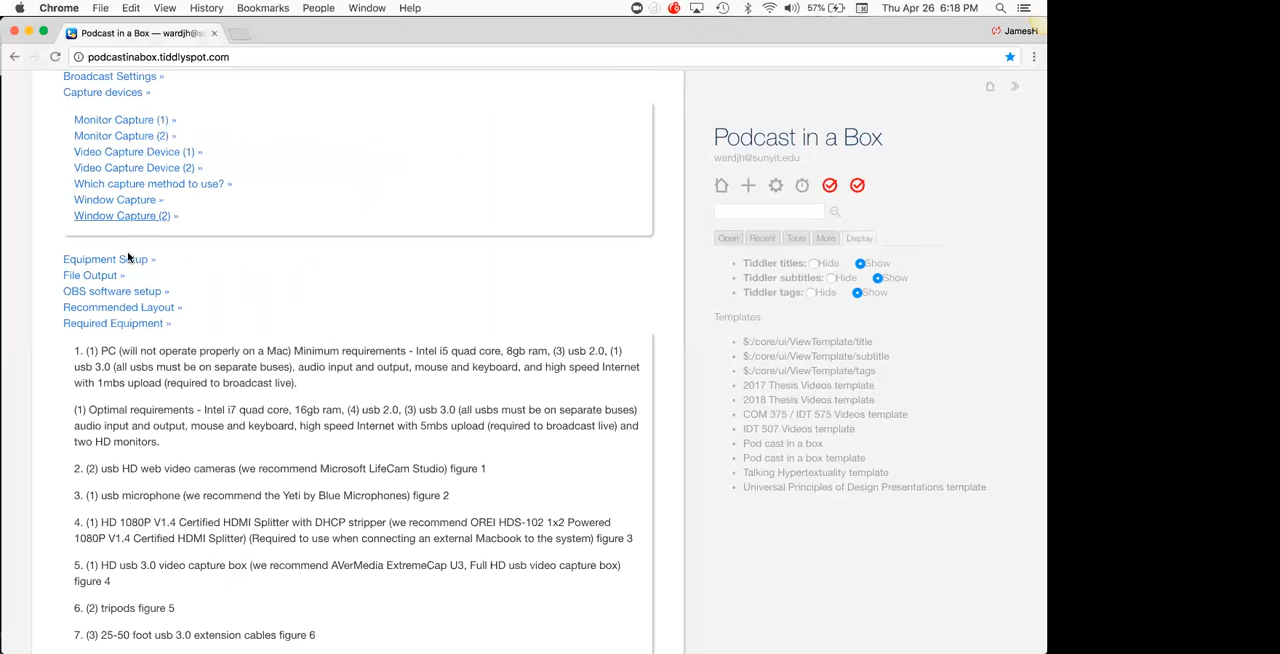 Chrome File Edit View History Bookmarks People Window Help 57% Thu Apr 26 6:18 PM
Podcast in a Box — wardjh@s JamesH
podcastinabox.tiddlyspot.com
Broadcast Settings »
Capture devices »
Monitor Capture (1) »
Monitor Capture (2) »
Video Capture Device (1) »
Video Capture Device (2) »
Which capture method to use? »
Window Capture »
Window Capture (2) »
Equipment Setup »
File Output »
OBS software setup »
Recommended Layout »
Required Equipment »
1. (1) PC (will not operate properly on a Mac) Minimum requirements - Intel i5 quad core, 8gb ram, (3) usb 2.0, (1)
usb 3.0 (all usbs must be on separate buses), audio input and output, mouse and keyboard, and high speed Internet
with 1mbs upload (required to broadcast live).
(1) Optimal requirements - Intel i7 quad core, 16gb ram, (4) usb 2.0, (3) usb 3.0 (all usbs must be on separate buses)
audio input and output, mouse and keyboard, high speed Internet with 5mbs upload (required to broadcast live) and
two HD monitors.
2. (2) usb HD web video cameras (we recommend Microsoft LifeCam Studio) figure 1
3. (1) usb microphone (we recommend the Yeti by Blue Microphones) figure 2
4. (1) HD 1080P V1.4 Certified HDMI Splitter with DHCP stripper (we recommend OREI HDS-102 1x2 Powered
1080P V1.4 Certified HDMI Splitter) (Required to use when connecting an external Macbook to the system) figure 3
5. (1) HD usb 3.0 video capture box (we recommend AVerMedia ExtremeCap U3, Full HD usb video capture box)
figure 4
6. (2) tripods figure 5
7. (3) 25-50 foot usb 3.0 extension cables figure 6
Podcast in a Box
wardjh@sunyit.edu
Open Recent Tools More Display
Tiddler titles: Hide Show
Tiddler subtitles: Hide Show
Tiddler tags: Hide Show
Templates:
$:/core/ui/ViewTemplate/title
$:/core/ui/ViewTemplate/subtitle
$:/core/ui/ViewTemplate/tags
2017 Thesis Videos template
2018 Thesis Videos template
COM 375 / IDT 575 Videos template
IDT 507 Videos template
Pod cast in a box
Pod cast in a box template
Talking Hypertextuality template
Universal Principles of Design Presentations template